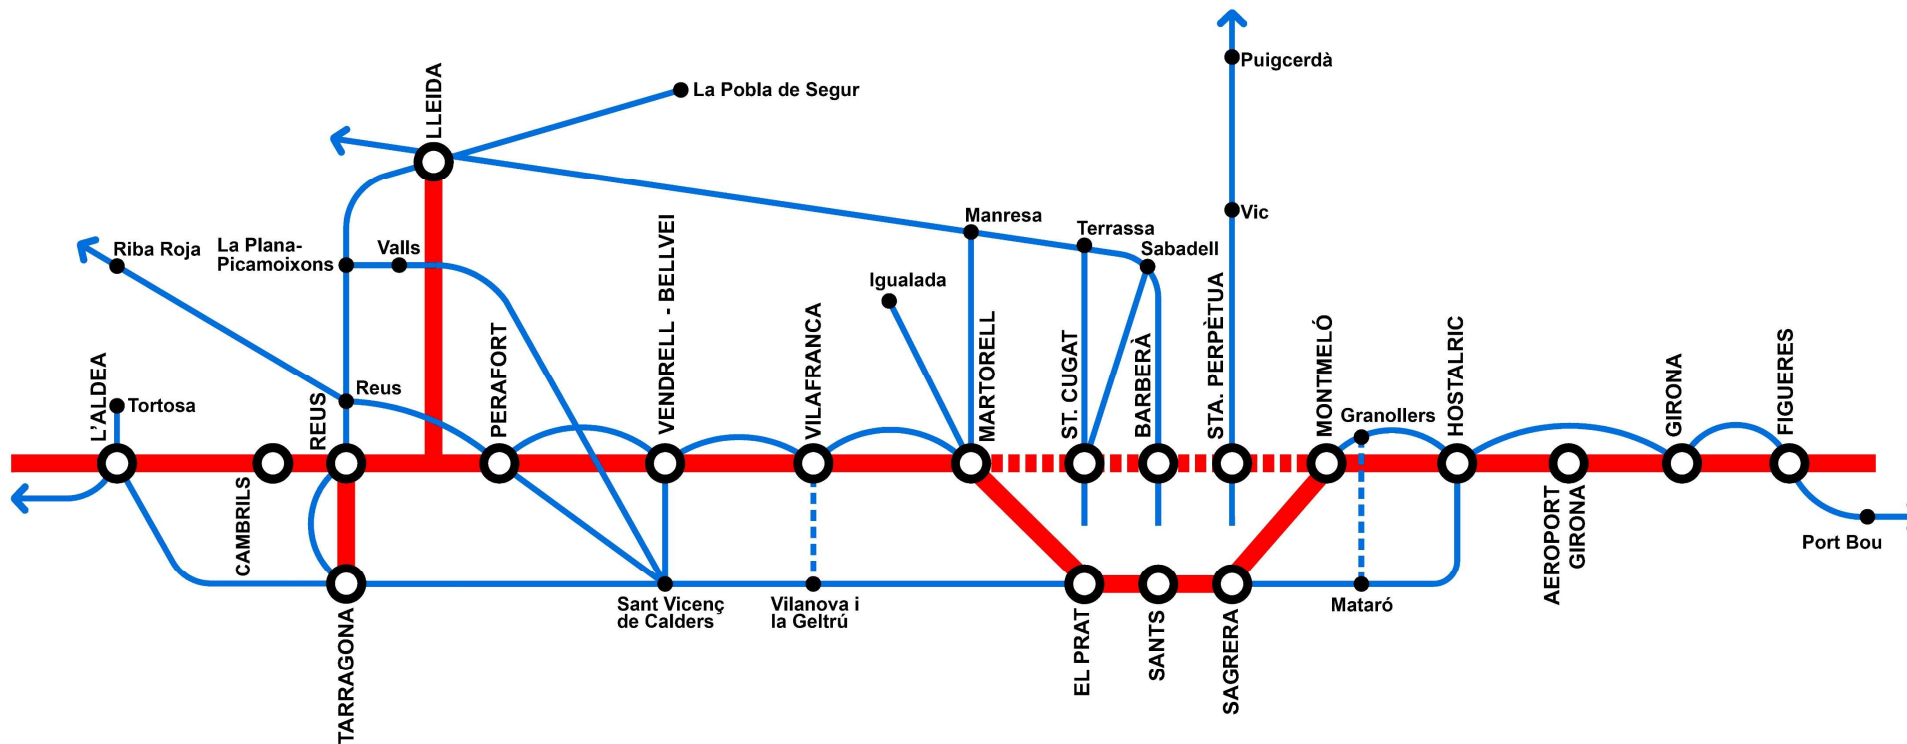 Puigcerdà
LLEIDA
La Pobla de Segur
Manresa
Terrassa
Vic
Riba Roja
La Plana-
Picamoixons
Valls
Sabadell
Igualada
L'ALDEA
Tortosa
REUS
Reus
PERAFORT
VENDRELL - BELLVEI
VILAFRANCA
MARTORELL
ST. CUGAT
BARBERÀ
STA. PERPÈTUA
MONTMELÓ
Granollers
HOSTALRIC
GIRONA
FIGUERES
CAMBRILS
AEROPORT
GIRONA
Port Bou
TARRAGONA
Sant Vicenç
de Calders
Vilanova i
la Geltrú
EL PRAT
SANTS
SAGRERA
Mataró